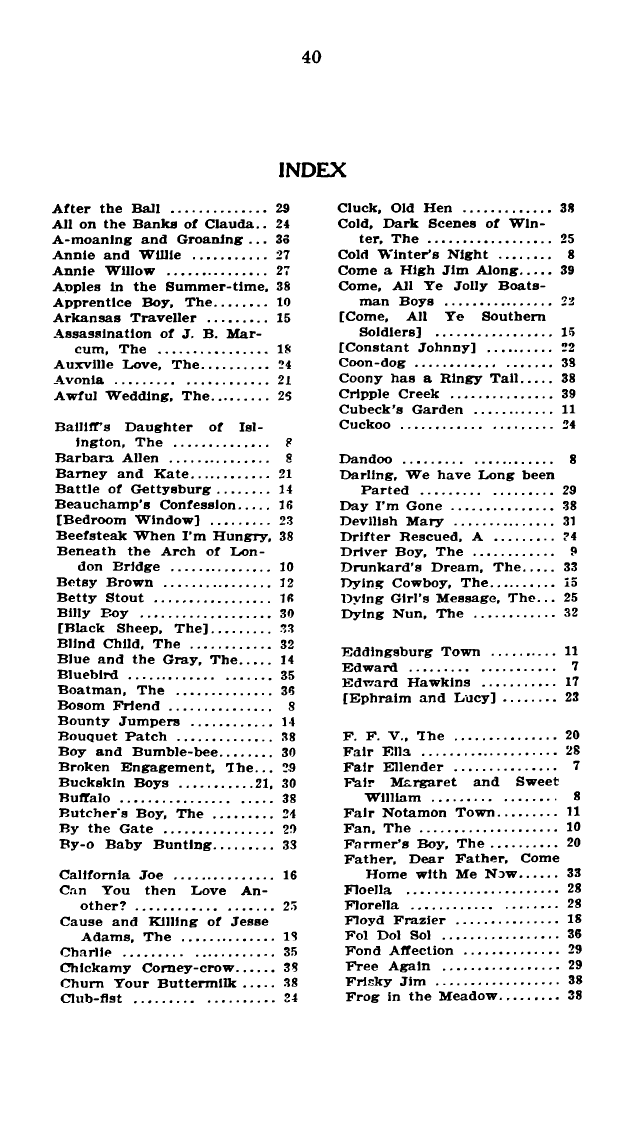 40
INDEX
After the Ball .............. 29
All on the Banks of Clauda.. 24
A-moaning and Groaning ... 36
Annie and Willie ........... 27
Annie Willow ............... 27
Apples in the Summer-time, 38
Apprentice Boy, The........ 10
Arkansas Traveller ......... 15
Assassination of J. B. Mar-
cum, The ................ 18
Auxville Love, The.......... 24
Avonia ......... ............ 21
Awful Wedding, The.........
Bailiff's Daughter of Isl-
ington, The .............. 8
Barbara Allen ............... 8
Barney and Kate............ 21
Battle of Gettysburg ........ 14
Beauchamp's Confession..... 16
[Bedroom Window] ......... 23
Beefsteak When I'm Hungry, 38
Beneath the Arch of Lon-
don Bridge ............... 10
Betsy Brown ................ 12
Betty Stout ................. 16
Billy Boy ................... 30
[Black Sheep, The].........
Blind Child, The ............ 32
Blue and the Gray, The..... 14
Bluebird ............. ....... 35
Boatman, The .............. 36
Bosom Friend .............. 8
Bounty Jumpers ............ 14
Bouquet Patch .............. 38
Boy and Bumble-bee........ 30
Broken Engagement, The... 29
Buckskin Boys ...........21, 30
Buffalo ................ ..... 38
Butcher's Boy, The ......... 24
By the Gate ................ 29
By-o Baby Bunting......... 33
California Joe .............. 16
Can You then Love An-
other? ............ ....... 25
Cause and Killing of Jesse
Adams, The .............. 18
Charlie ......... ............ 35
Chickamy Corney-crow...... 38
Churn Your Buttermilk ..... 38
Club-fist ......... .......... 24
Cluck, Old Hen ............. 38
Cold, Dark Scenes of Win-
ter, The .................. 25
Cold Winter's Night ........ 8
Come a High Jim Along..... 39
Come, All Ye Jolly Boats-
man Boys ................
[Come, All Ye Southern
Soldiers] ................. 15
[Constant Johnny] .......... 22
Coon-dog ............ ....... 38
Coony has a Ringy Tail..... 38
Cripple Creek ............... 39
Cubeck's Garden ............ 11
Cuckoo ............ ......... 24
Dandoo ......... ........... 8
Darling, We have Long been
Parted ......... ......... 29
Day I'm Gone ............... 38
Devilish Mary ............... 31
Drifter Rescued, A ......... 24
Driver Boy, The ............ 9
Drunkard's Dream, The..... 33
Dying Cowboy, The.......... 15
Dying Girl's Message, The... 25
Dying Nun, The ............ 32
Eddingsburg Town .......... 11
Edward ......... ........... 7
Edward Hawkins ........... 17
[Ephraim and Lucy] ........ 23
F. F. V., The ............... 20
Fair Ella .................... 28
Fair Ellender ............... 7
Fair Margaret and Sweet
William ......... ........ 8
Fair Notamon Town......... 11
Fan, The .................... 10
Farmer's Boy, The .......... 20
Father, Dear Father, Come
Home with Me Now...... 33
Floella ...................... 28
Florella ............ ........ 28
Floyd Frazier ............... 18
Fol Dol Sol ................. 36
Fond Affection .............. 29
Free Again ................. 29
Frisky Jim .................. 38
Frog in the Meadow......... 38